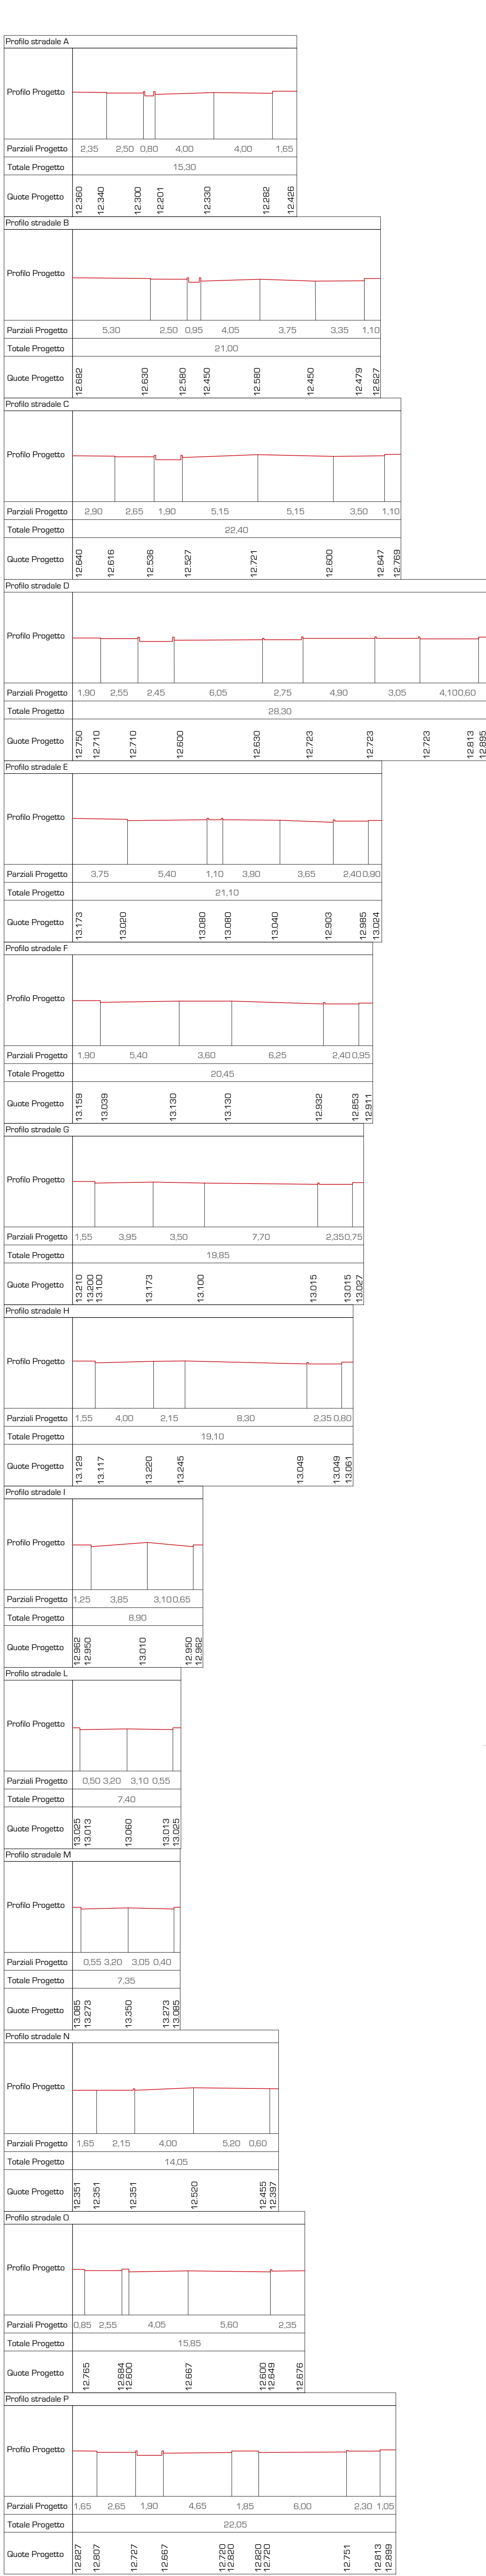 Profilo stradale A
Profilo Progetto
Parziali Progetto 2,35 2,50 0,80 4,00 4,00 1,65
Totale Progetto 15,30
Quote Progetto 12.360 12.340 12.300 12.201 12.330 12.282 12.426
Profilo stradale B
Profilo Progetto
Parziali Progetto 5,30 2,50 0,95 4,05 3,75 3,35 1,10
Totale Progetto 21,00
Quote Progetto 12.682 12.630 12.580 12.450 12.580 12.450 12.479 12.627
Profilo stradale C
Profilo Progetto
Parziali Progetto 2,90 2,65 1,90 5,15 5,15 3,50 1,10
Totale Progetto 22,40
Quote Progetto 12.640 12.616 12.536 12.527 12.721 12.600 12.647 12.769
Profilo stradale D
Profilo Progetto
Parziali Progetto 1,90 2,55 2,45 6,05 2,75 4,90 3,05 4,10 0,60
Totale Progetto 28,30
Quote Progetto 12.750 12.710 12.710 12.600 12.630 12.723 12.723 12.723 12.813 12.895
Profilo stradale E
Profilo Progetto
Parziali Progetto 3,75 5,40 1,10 3,90 3,65 2,40 0,90
Totale Progetto 21,10
Quote Progetto 13.173 13.020 13.080 13.080 13.040 12.903 12.985 13.024
Profilo stradale F
Profilo Progetto
Parziali Progetto 1,90 5,40 3,60 6,25 2,40 0,95
Totale Progetto 20,45
Quote Progetto 13.159 13.039 13.130 13.130 12.932 12.853 12.911
Profilo stradale G
Profilo Progetto
Parziali Progetto 1,55 3,95 3,50 7,70 2,35 0,75
Totale Progetto 19,85
Quote Progetto 13.210 13.200 13.100 13.173 13.100 13.015 13.015 13.027
Profilo stradale H
Profilo Progetto
Parziali Progetto 1,55 4,00 2,15 8,30 2,35 0,80
Totale Progetto 19,10
Quote Progetto 13.129 13.117 13.220 13.245 13.049 13.049 13.061
Profilo stradale I
Profilo Progetto
Parziali Progetto 1,25 3,85 3,10 0,65
Totale Progetto 8,90
Quote Progetto 12.962 12.950 13.010 12.950 12.962
Profilo stradale L
Profilo Progetto
Parziali Progetto 0,50 3,20 3,10 0,55
Totale Progetto 7,40
Quote Progetto 13.025 13.013 13.060 13.013 13.025
Profilo stradale M
Profilo Progetto
Parziali Progetto 0,55 3,20 3,05 0,40
Totale Progetto 7,35
Quote Progetto 13.085 13.273 13.350 13.273 13.085
Profilo stradale N
Profilo Progetto
Parziali Progetto 1,65 2,15 4,00 5,20 0,60
Totale Progetto 14,05
Quote Progetto 12.351 12.351 12.351 12.520 12.455 12.397
Profilo stradale O
Profilo Progetto
Parziali Progetto 0,85 2,55 4,05 5,60 2,35
Totale Progetto 15,85
Quote Progetto 12.765 12.684 12.600 12.667 12.600 12.649 12.676
Profilo stradale P
Profilo Progetto
Parziali Progetto 1,65 2,65 1,90 4,65 1,85 6,00 2,30 1,05
Totale Progetto 22,05
Quote Progetto 12.827 12.807 12.727 12.667 12.720 12.820 12.820 12.720 12.751 12.813 12.899